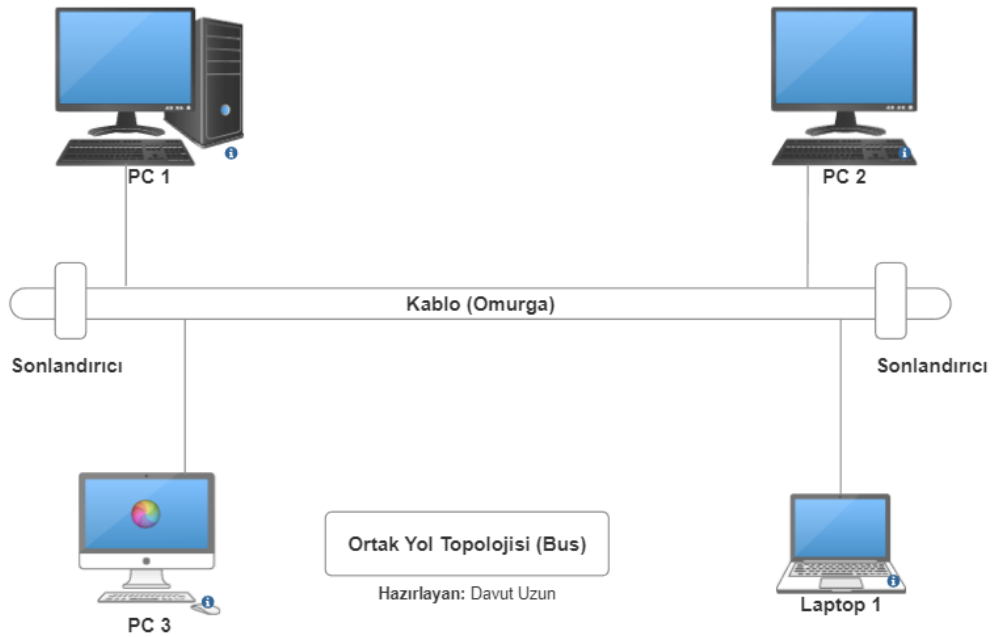 PC 1
PC 2
Kablo (Omurga)
Sonlandırıcı
Sonlandırıcı
Ortak Yol Topolojisi (Bus)
Hazırlayan: Davut Uzun
PC 3
Laptop 1